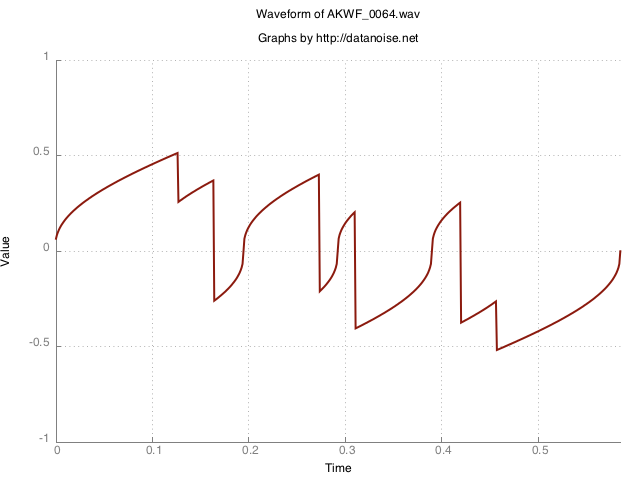 Waveform of AKWF_0064.wav
Graphs by http://datanoise.net
1
0.5
0
-0.5
-1
Value
0 0.1 0.2 0.3 0.4 0.5
Time